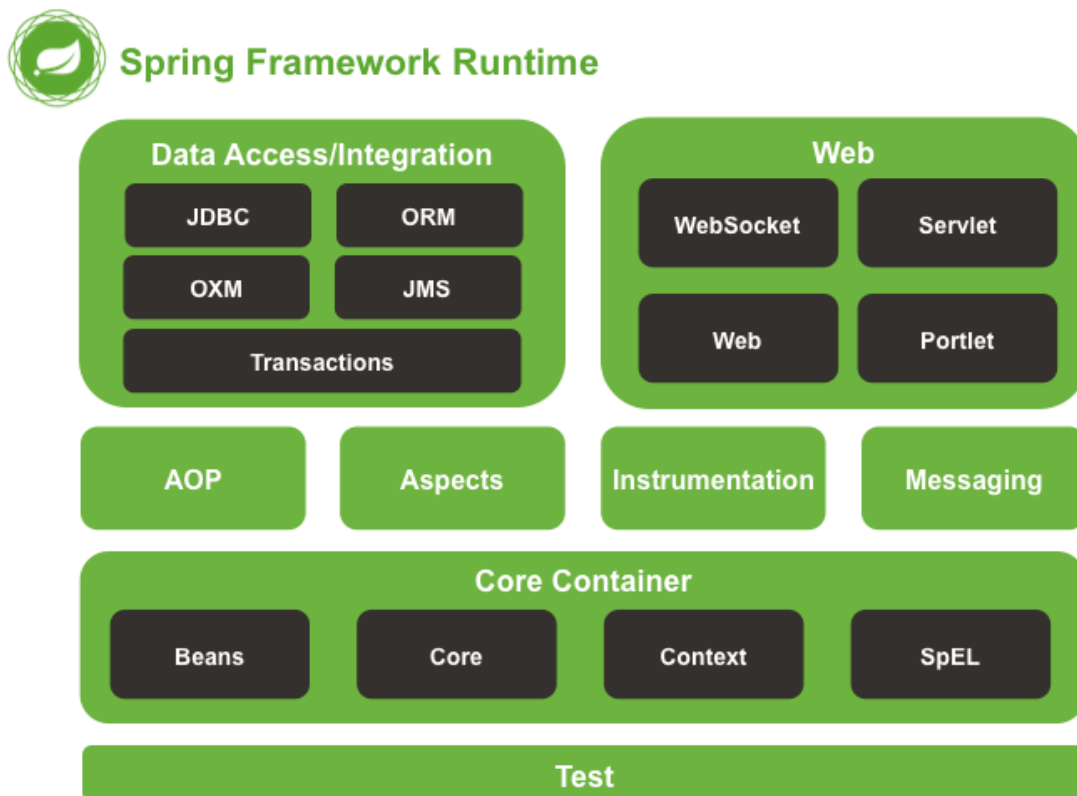 Spring Framework Runtime
Data Access/Integration
JDBC
ORM
OXM
JMS
Transactions
Web
WebSocket
Servlet
Web
Portlet
AOP
Aspects
Instrumentation
Messaging
Core Container
Beans
Core
Context
SpEL
Test